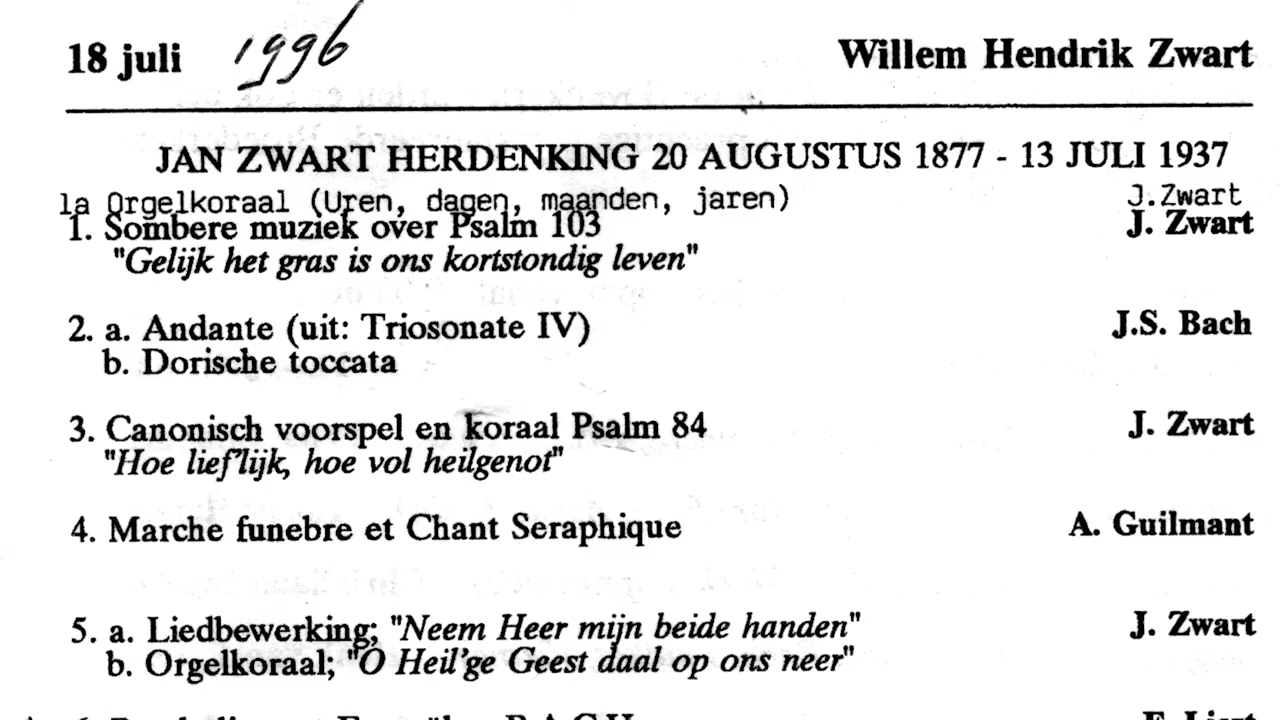 18 juli 1996 Willem Hendrik Zwart
JAN ZWART HERDENKING 20 AUGUSTUS 1877 - 13 JULI 1937
1a Orgelkoraal (Uren, dagen, maanden, jaren) J.Zwart
1. Sombere muziek over Psalm 103 J. Zwart
"Gelijk het gras is ons kortstondig leven"
2. a. Andante (uit: Triosonate IV) J.S. Bach
b. Dorische toccata
3. Canonisch voorspel en koraal Psalm 84 J. Zwart
"Hoe lief'lijk, hoe vol heilgenot"
4. Marche funebre et Chant Seraphique A. Guilmant
5. a. Liedbewerking; "Neem Heer mijn beide handen" J. Zwart
b. Orgelkoraal; "O Heil'ge Geest daal op ons neer"